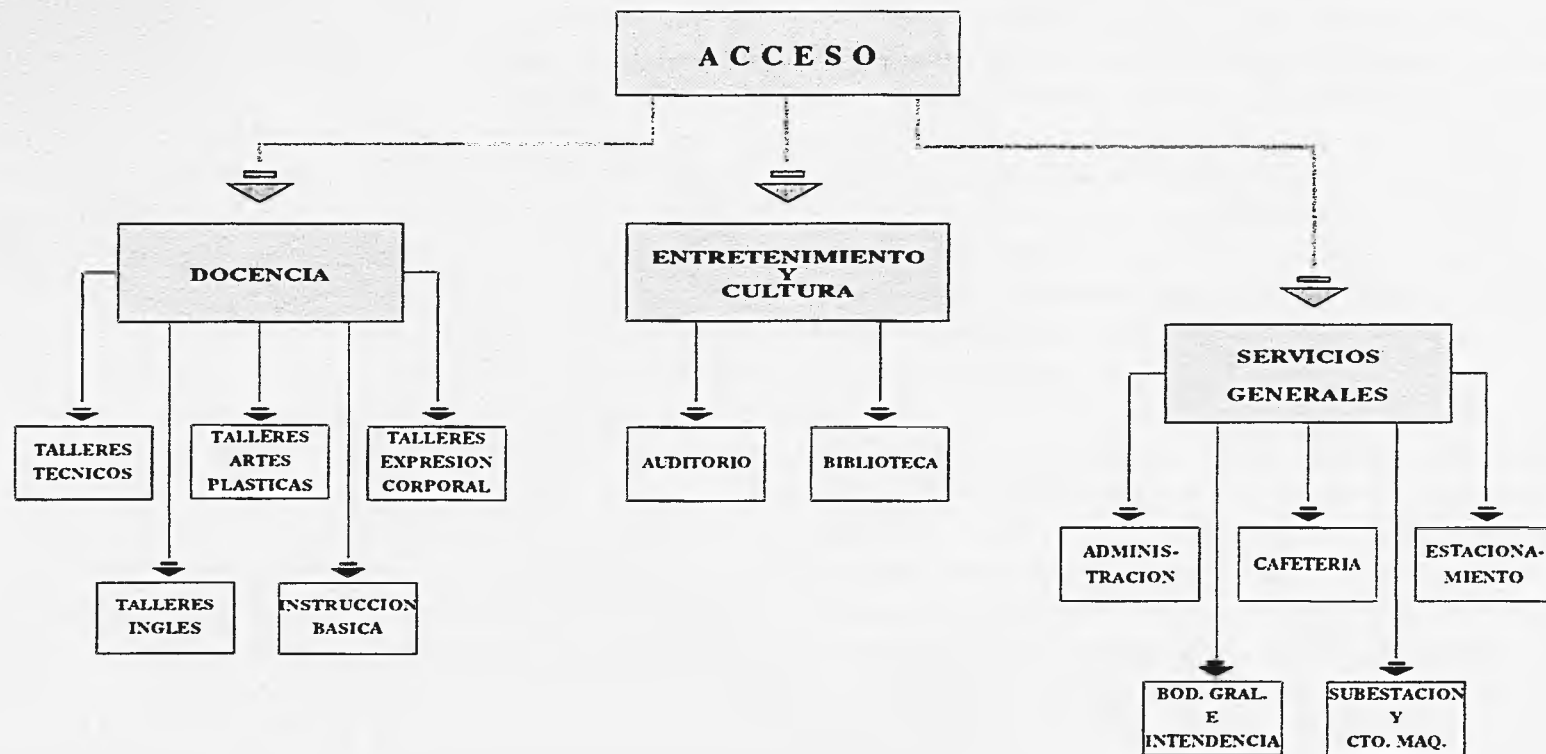 ACCESO
DOCENCIA
ENTRETENIMIENTO
Y
CULTURA
SERVICIOS
GENERALES
TALLERES
TECNICOS
TALLERES
ARTES
PLASTICAS
TALLERES
EXPRESION
CORPORAL
TALLERES
INGLES
INSTRUCCION
BASICA
AUDITORIO
BIBLIOTECA
ADMINIS-
TRACION
CAFETERIA
ESTACIONA-
MIENTO
BOD. GRAL.
E
INTENDENCIA
SUBESTACION
Y
CTO. MAQ.